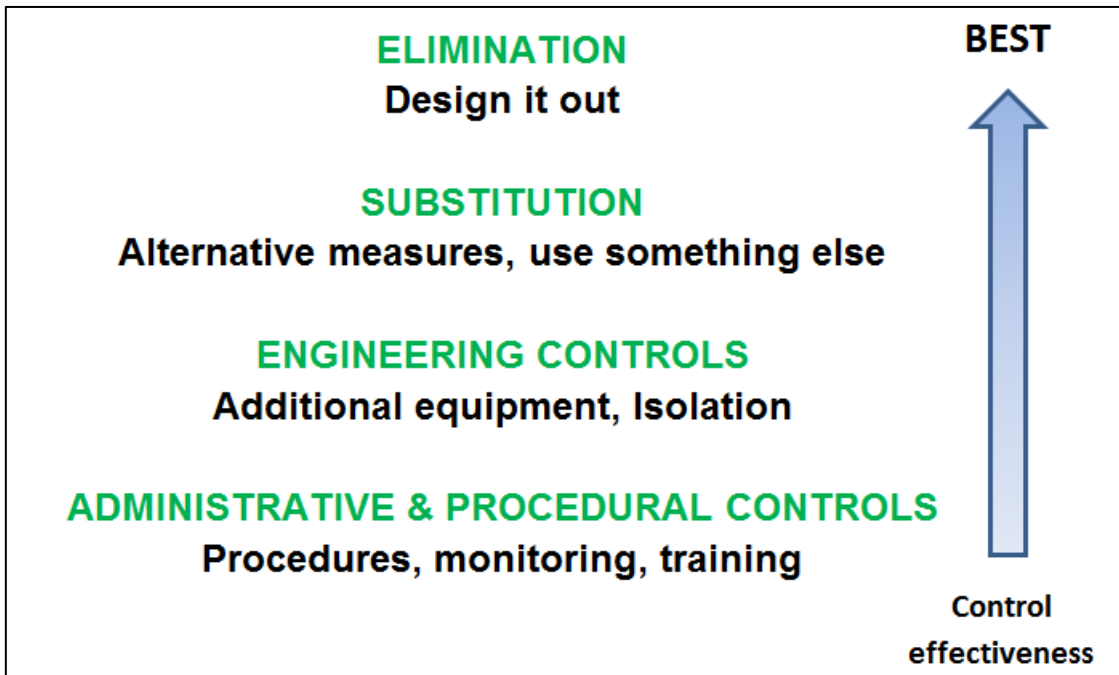 ELIMINATION
Design it out
SUBSTITUTION
Alternative measures, use something else
ENGINEERING CONTROLS
Additional equipment, Isolation
ADMINISTRATIVE & PROCEDURAL CONTROLS
Procedures, monitoring, training
BEST
Control
effectiveness